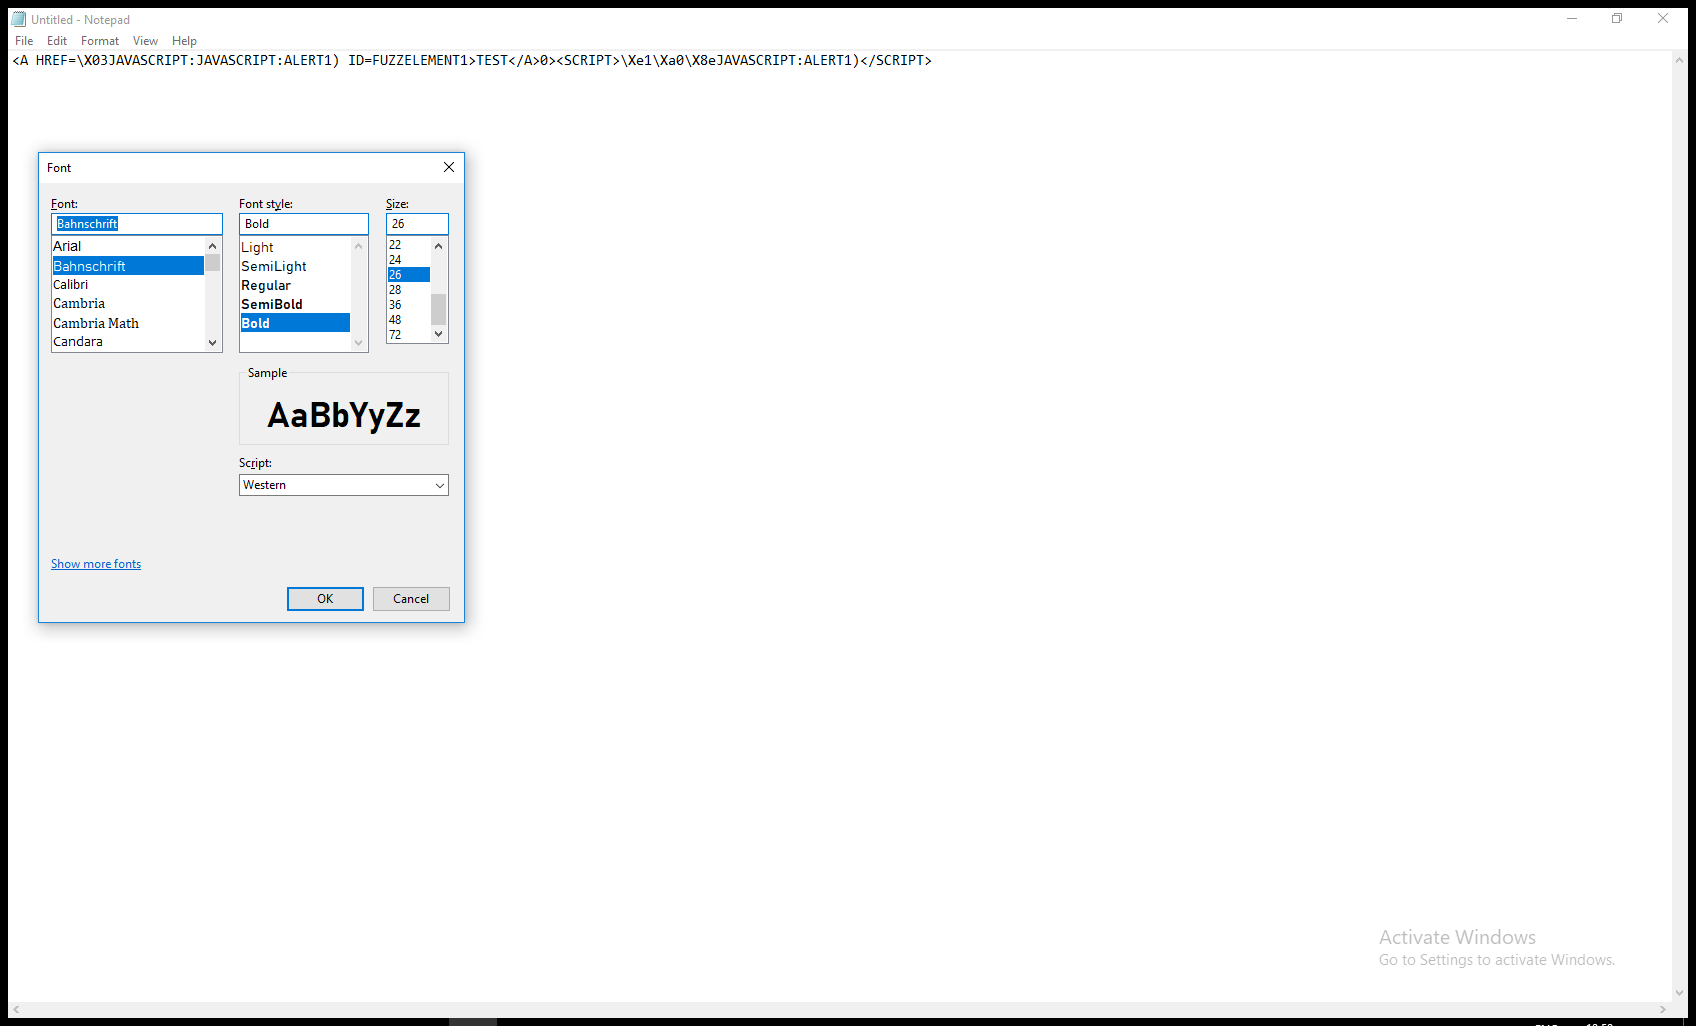 Untitled - Notepad
File Edit Format View Help
<A HREF=\X03JAVASCRIPT:JAVASCRIPT:ALERT1) ID=FUZZELEMENT1>TEST</A>0><SCRIPT>\Xe1\Xa0\X8eJAVASCRIPT:ALERT1)</SCRIPT>
Font
Font:
Bahnschrift
Arial
Bahnschrift
Calibri
Cambria
Cambria Math
Candara
Font style:
Bold
Light
SemiLight
Regular
SemiBold
Bold
Size:
26
22
24
26
28
36
48
72
Sample
AaBbYyZz
Script:
Western
Show more fonts
OK Cancel
Activate Windows
Go to Settings to activate Windows.